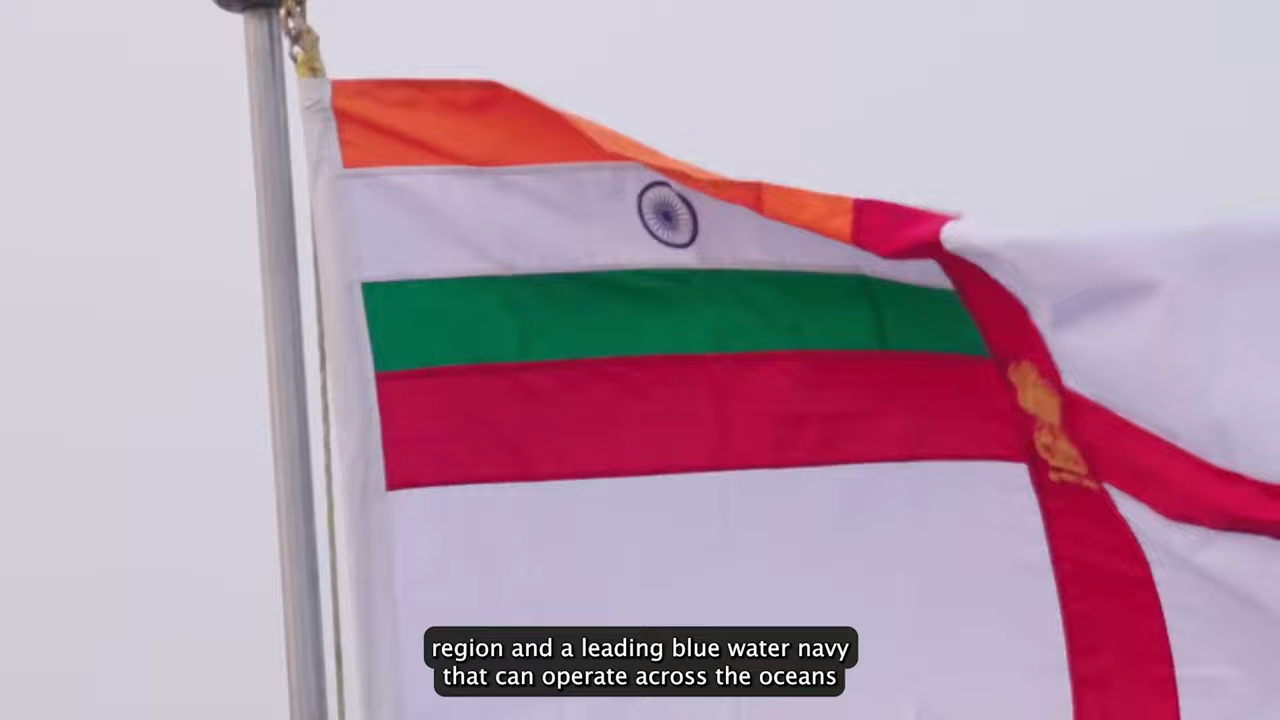 region and a leading blue water navy
that can operate across the oceans